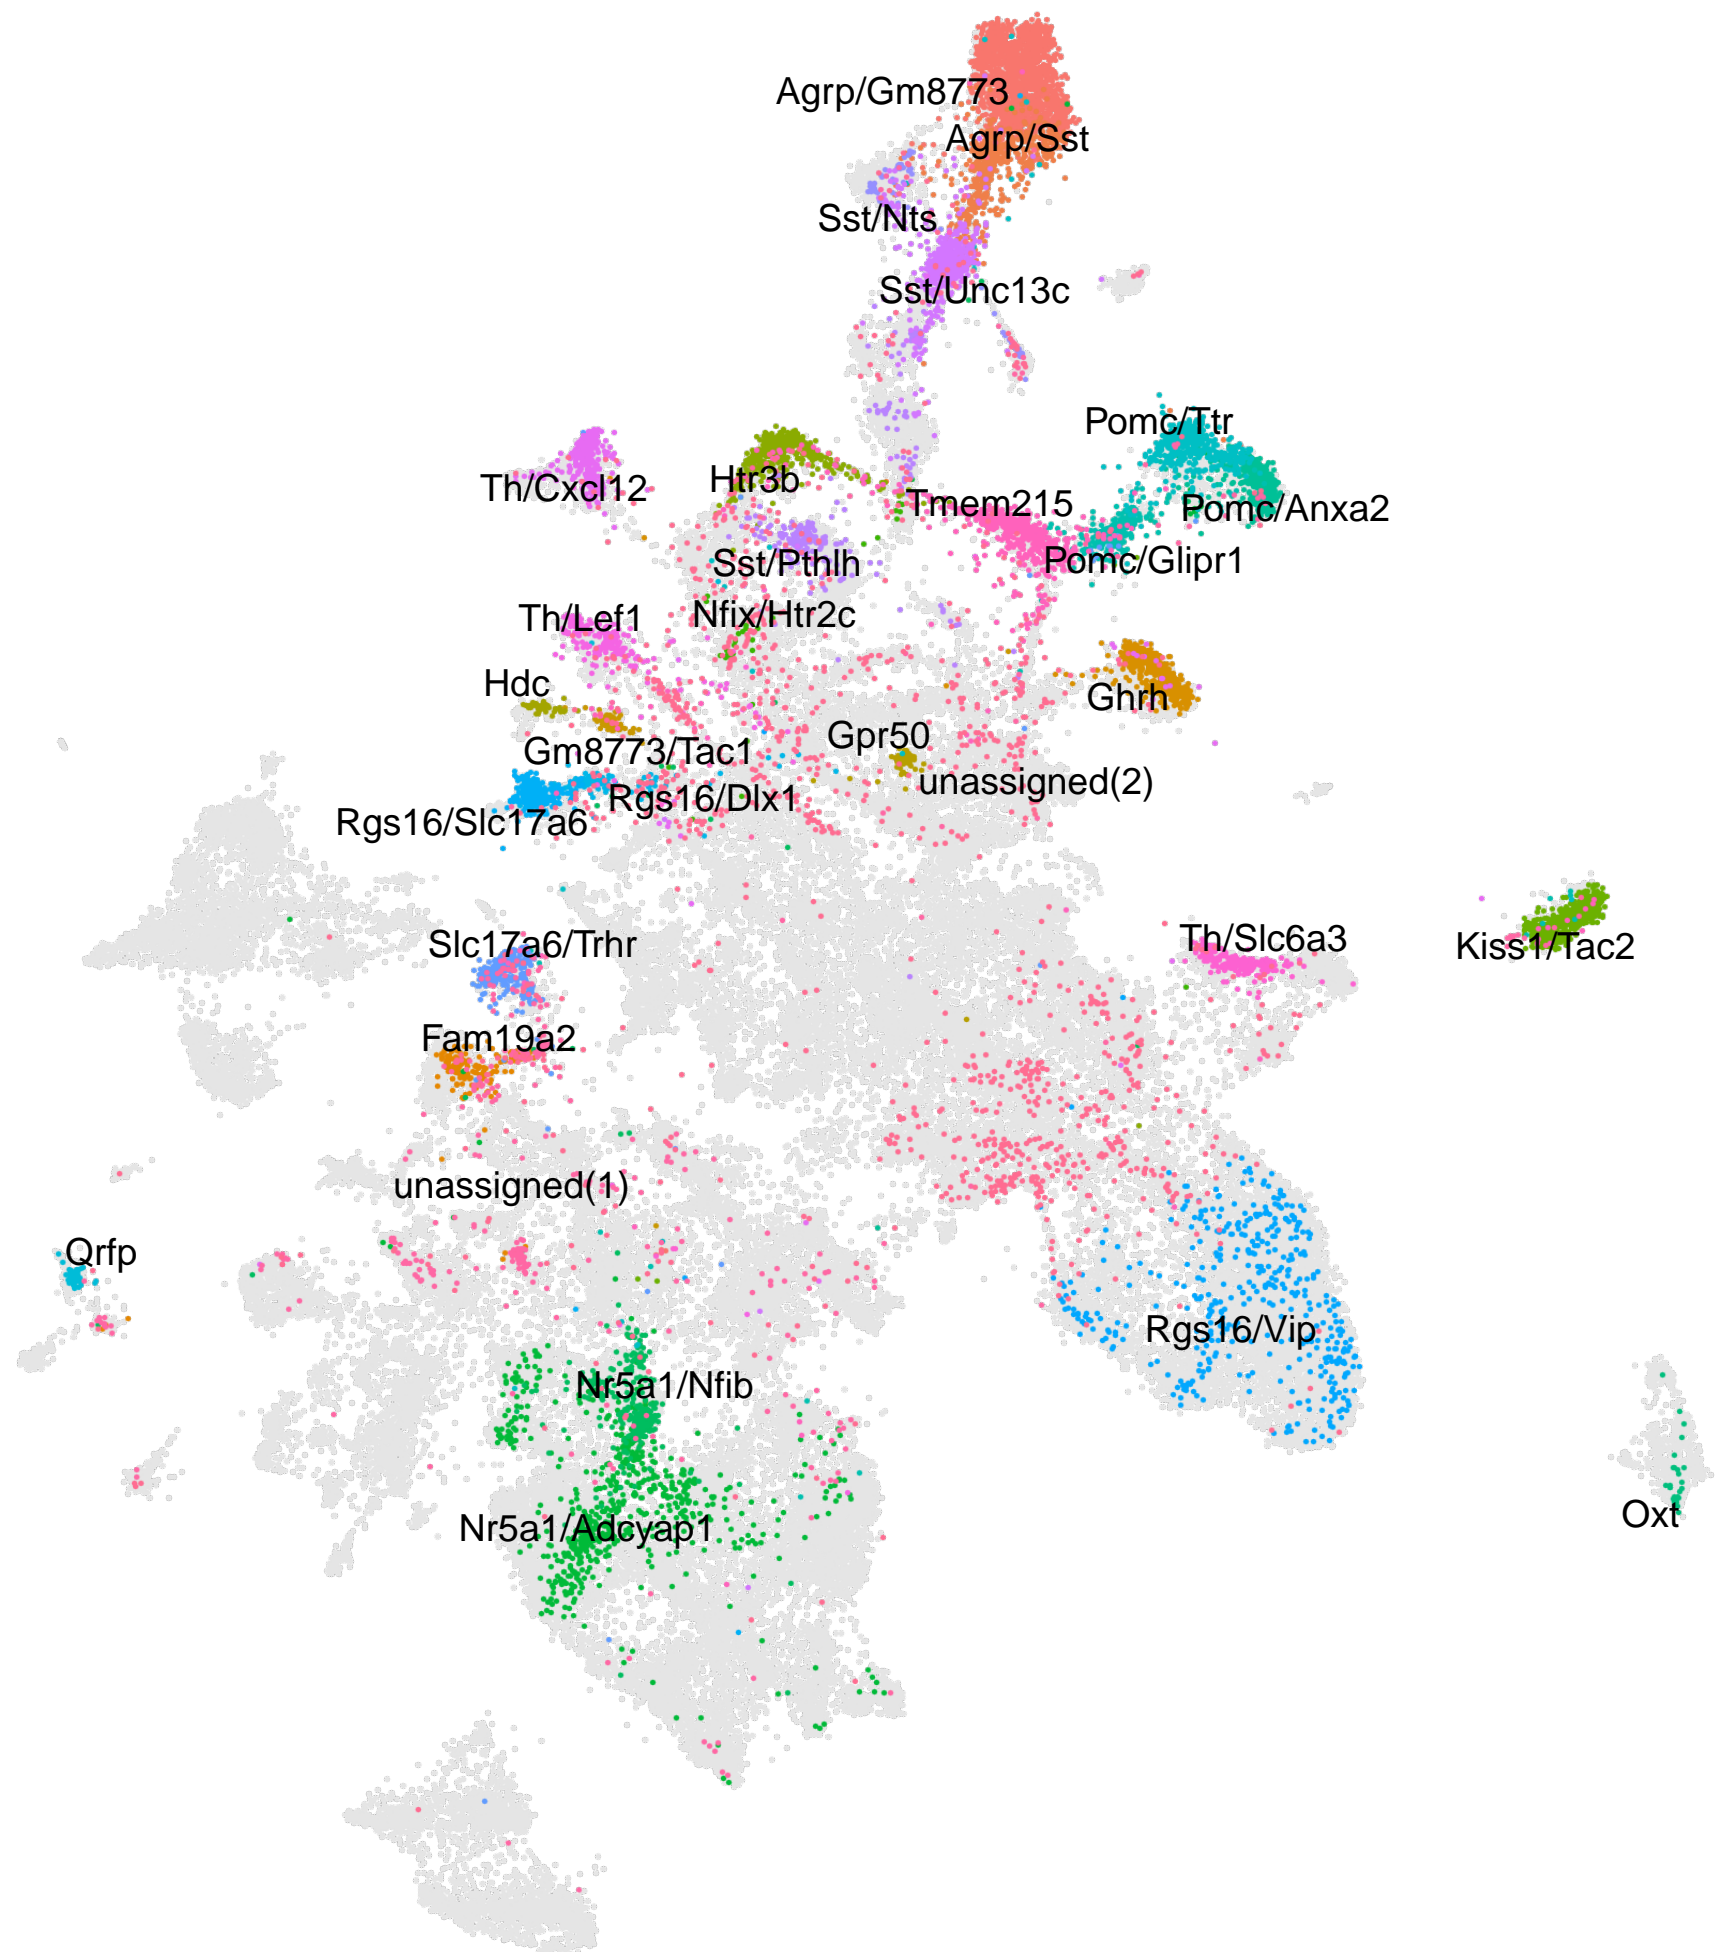 Agrp/Gm8773
Agrp/Sst
Sst/Nts
Sst/Unc13c
Pomc/Ttr
Htr3b
Th/Cxcl12
Tmem215
Pomc/Anxa2
Sst/Pthlh
Pomc/Glipr1
Th/Lef1
Nfix/Htr2c
Hdc
Ghrh
Gpr50
Gm8773/Tac1
unassigned(2)
Rgs16/Dlx1
Rgs16/Slc17a6
Slc17a6/Trhr
Th/Slc6a3
Kiss1/Tac2
Fam19a2
unassigned(1)
Qrfp
Rgs16/Vip
Nr5a1/Nfib
Oxt
Nr5a1/Adcyap1